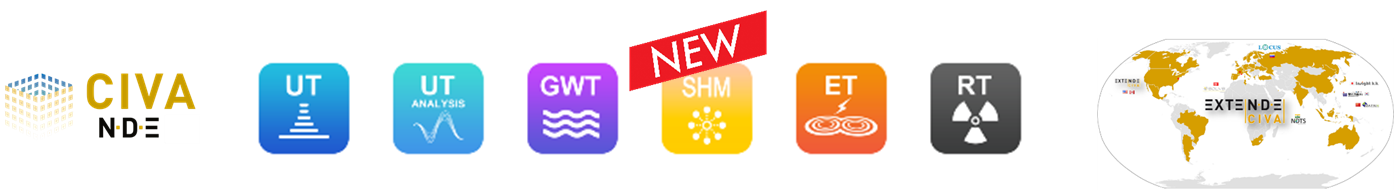 CIVA
N·D·E
UT
UT
ANALYSIS
GWT
NEW
SHM
ET
RT
LOCUS
EXTENDE
EXTENDE
CIVA
NDTS